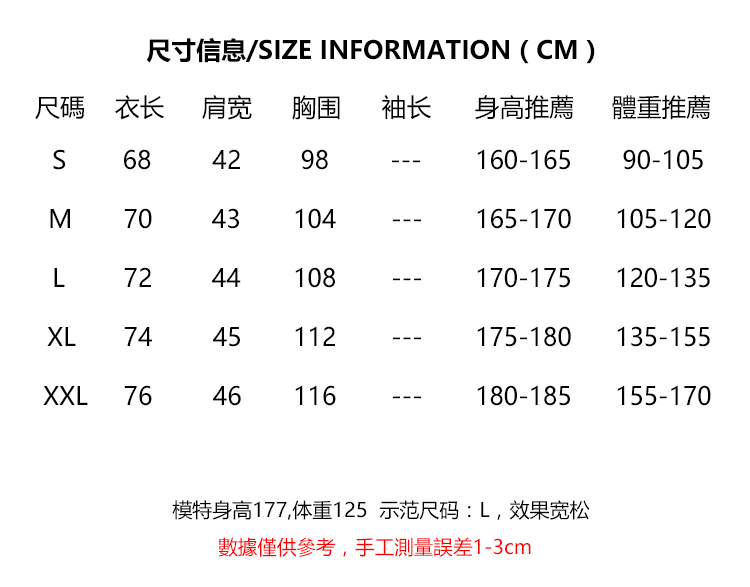 尺寸信息/SIZE INFORMATION（CM）
尺碼 衣长 肩宽 胸围 袖长 身高推薦 體重推薦
S 68 42 98 --- 160-165 90-105
M 70 43 104 --- 165-170 105-120
L 72 44 108 --- 170-175 120-135
XL 74 45 112 --- 175-180 135-155
XXL 76 46 116 --- 180-185 155-170
模特身高177,体重125 示范尺码：L，效果宽松
數據僅供參考，手工測量誤差1-3cm